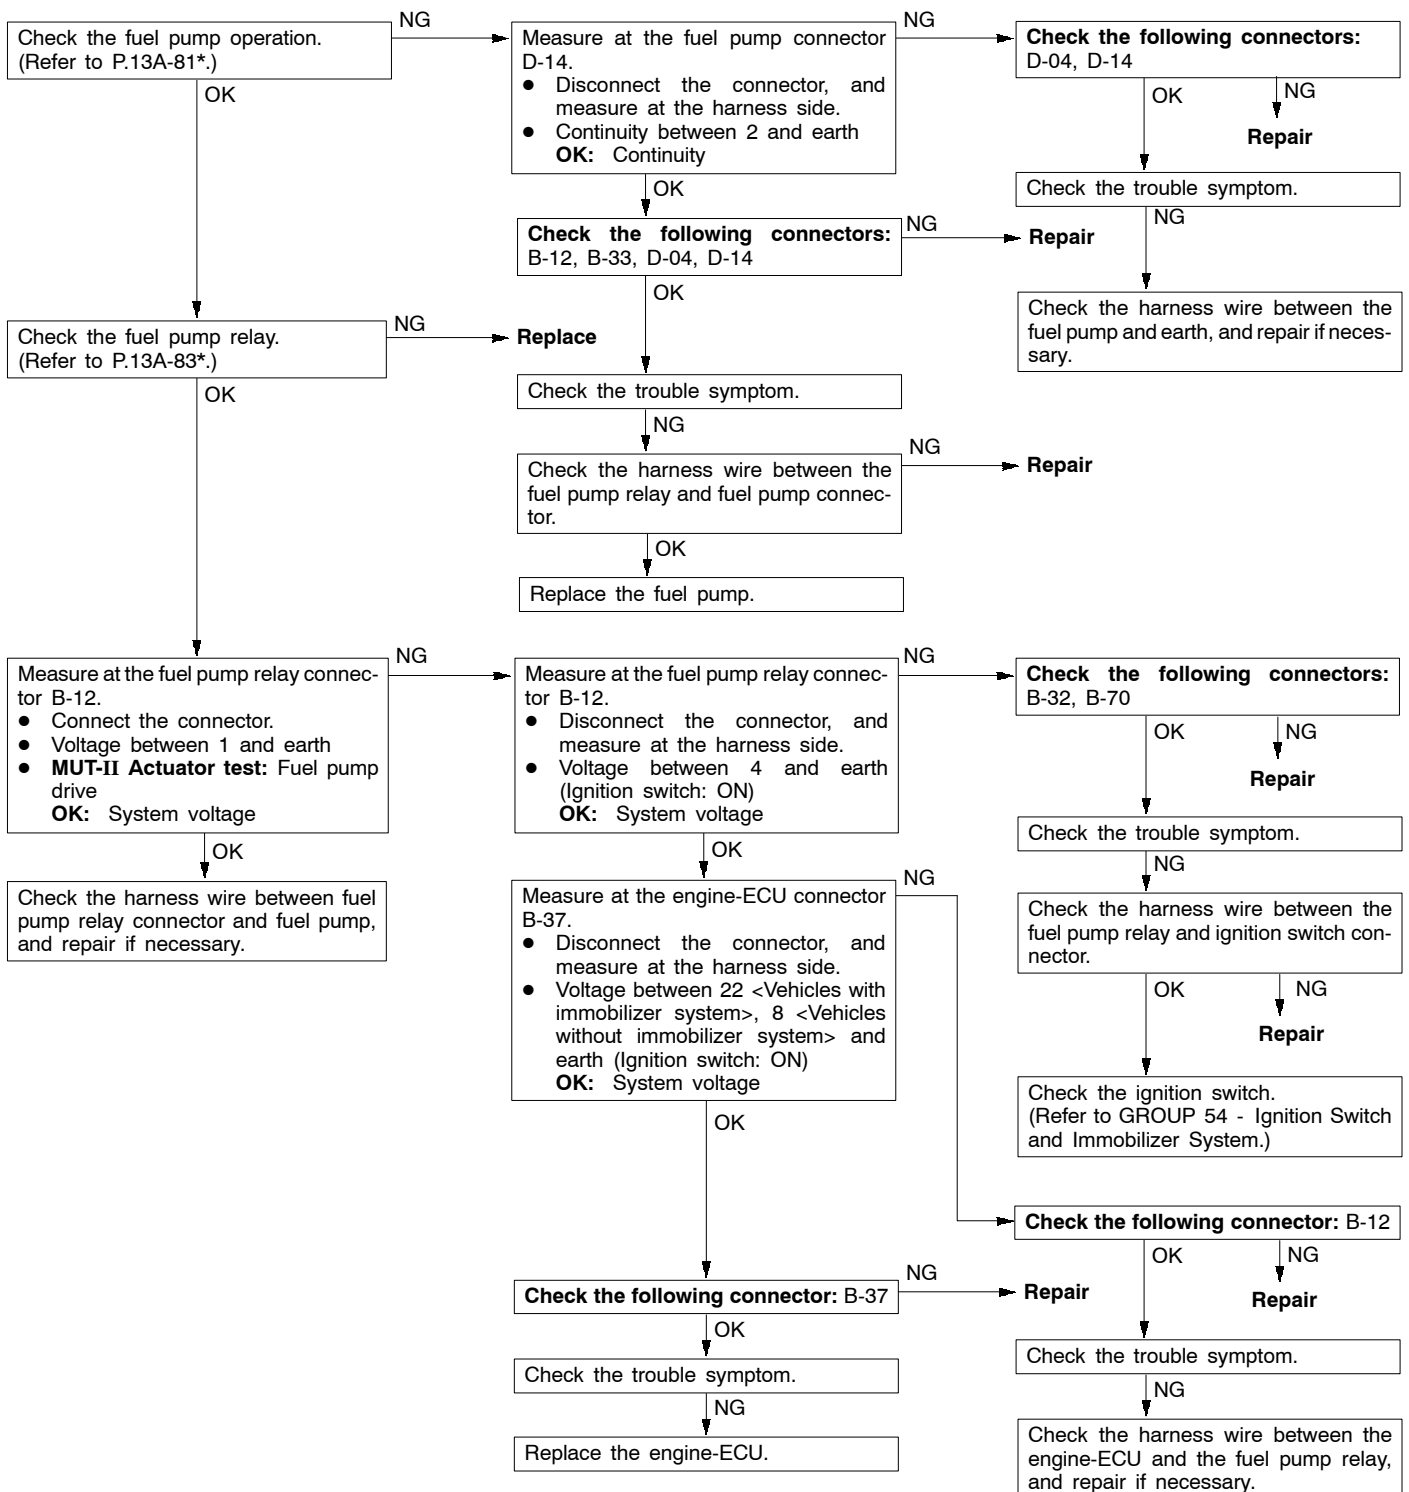 Check the fuel pump operation.
(Refer to P.13A-81*.)
NG
OK
Measure at the fuel pump connector
D-14.
● Disconnect the connector, and
measure at the harness side.
● Continuity between 2 and earth
OK: Continuity
NG
OK
Check the following connectors:
D-04, D-14
OK
NG
Repair
Check the trouble symptom.
NG
Check the harness wire between the
fuel pump and earth, and repair if neces-
sary.
Check the following connectors:
B-12, B-33, D-04, D-14
NG
Repair
OK
Check the fuel pump relay.
(Refer to P.13A-83*.)
NG
Replace
OK
Check the trouble symptom.
NG
Check the harness wire between the
fuel pump relay and fuel pump connec-
tor.
NG
Repair
OK
Replace the fuel pump.
Measure at the fuel pump relay connec-
tor B-12.
● Connect the connector.
● Voltage between 1 and earth
● MUT-II Actuator test: Fuel pump
drive
OK: System voltage
NG
OK
Check the harness wire between fuel
pump relay connector and fuel pump,
and repair if necessary.
Measure at the fuel pump relay connec-
tor B-12.
● Disconnect the connector, and
measure at the harness side.
● Voltage between 4 and earth
(Ignition switch: ON)
OK: System voltage
NG
OK
Check the following connectors:
B-32, B-70
OK
NG
Repair
Check the trouble symptom.
NG
Check the harness wire between the
fuel pump relay and ignition switch con-
nector.
OK
NG
Repair
Check the ignition switch.
(Refer to GROUP 54 - Ignition Switch
and Immobilizer System.)
Measure at the engine-ECU connector
B-37.
● Disconnect the connector, and
measure at the harness side.
● Voltage between 22 <Vehicles with
immobilizer system>, 8 <Vehicles
without immobilizer system> and
earth (Ignition switch: ON)
OK: System voltage
NG
OK
Check the following connector: B-12
OK
NG
Repair
Check the trouble symptom.
NG
Check the harness wire between the
engine-ECU and the fuel pump relay,
and repair if necessary.
Check the following connector: B-37
NG
Repair
OK
Check the trouble symptom.
NG
Replace the engine-ECU.